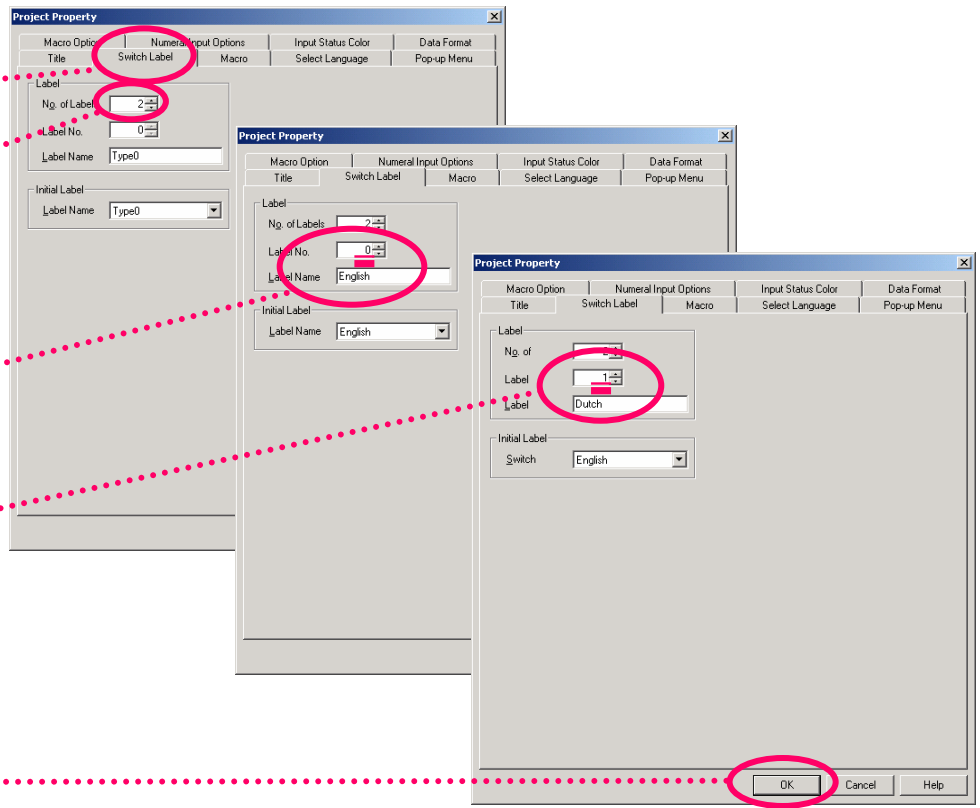 Project Property
Macro Option Numeral Input Options Input Status Color Data Format
Title Switch Label Macro Select Language Pop-up Menu
Label
No. of Labels 2
Label No. 0
Label Name Type0
Initial Label
Label Name Type0
Project Property
Macro Option Numeral Input Options Input Status Color Data Format
Title Switch Label Macro Select Language Pop-up Menu
Label
No. of Labels 2
Label No. 0
Label Name English
Initial Label
Label Name English
Project Property
Macro Option Numeral Input Options Input Status Color Data Format
Title Switch Label Macro Select Language Pop-up Menu
Label
No. of 2
Label 1
Label Dutch
Initial Label
Switch English
OK Cancel Help